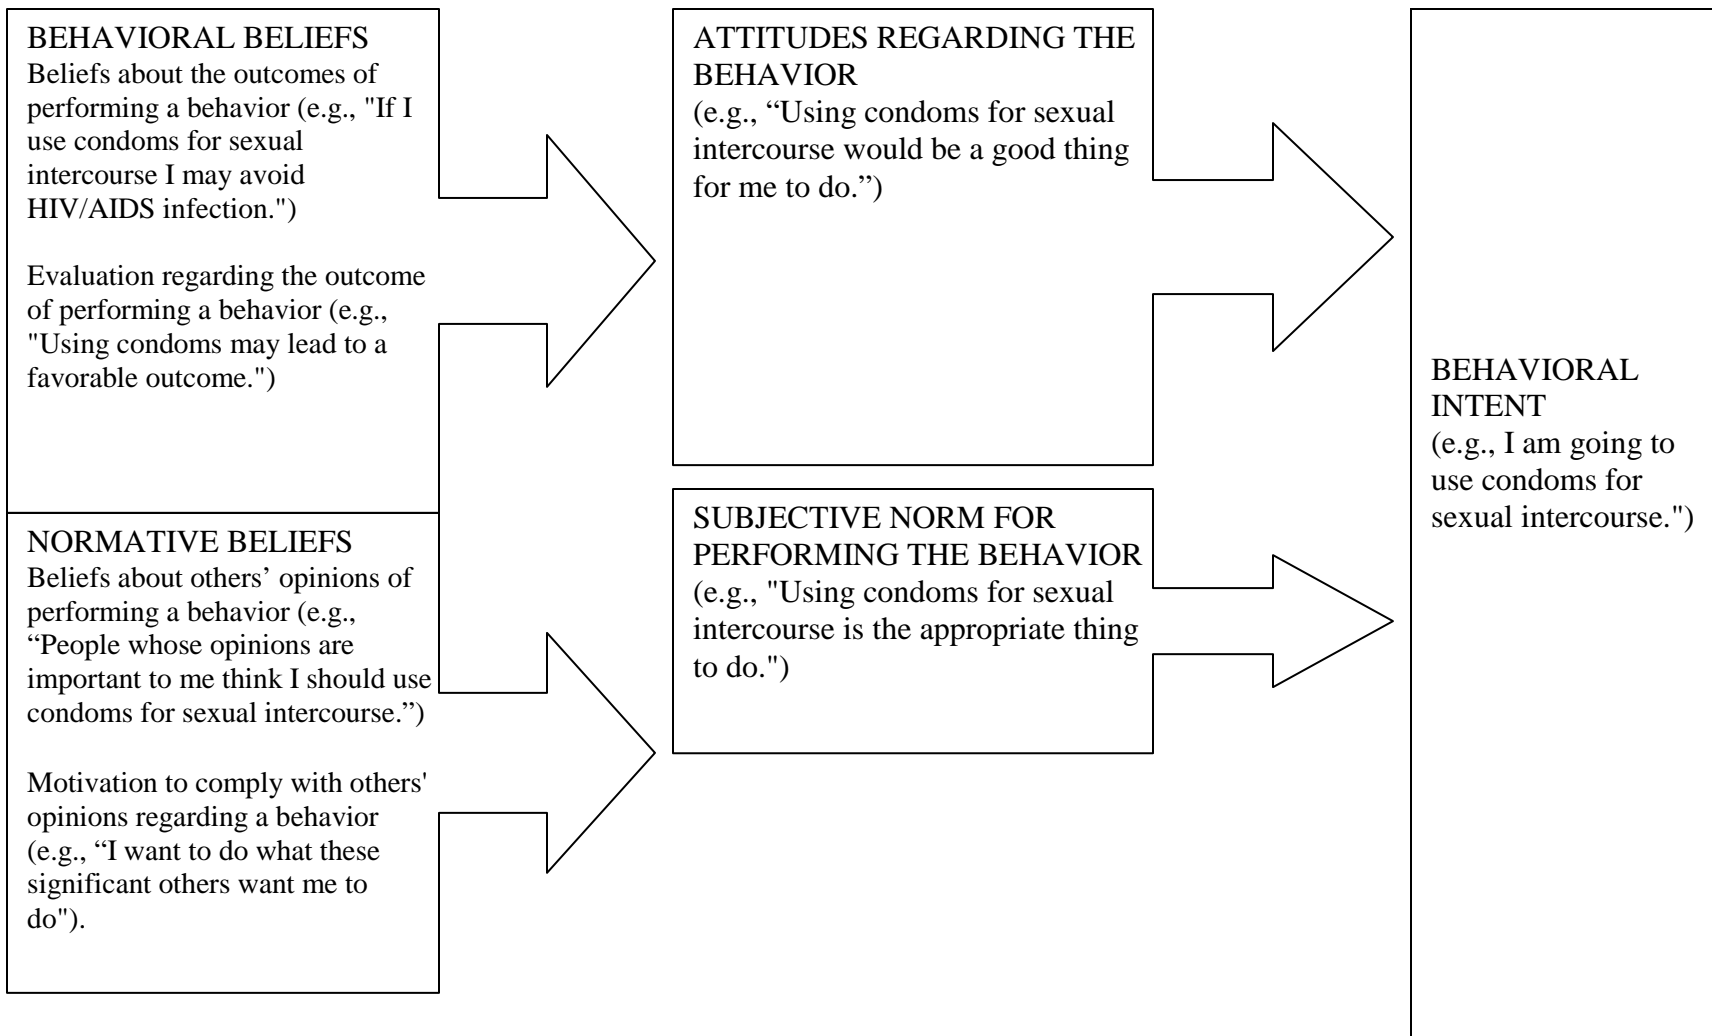 BEHAVIORAL BELIEFS
Beliefs about the outcomes of
performing a behavior (e.g., "If I
use condoms for sexual
intercourse I may avoid
HIV/AIDS infection.")
Evaluation regarding the outcome
of performing a behavior (e.g.,
"Using condoms may lead to a
favorable outcome.")
NORMATIVE BELIEFS
Beliefs about others’ opinions of
performing a behavior (e.g.,
“People whose opinions are
important to me think I should use
condoms for sexual intercourse.”)
Motivation to comply with others'
opinions regarding a behavior
(e.g., “I want to do what these
significant others want me to
do").
ATTITUDES REGARDING THE
BEHAVIOR
(e.g., “Using condoms for sexual
intercourse would be a good thing
for me to do.”)
SUBJECTIVE NORM FOR
PERFORMING THE BEHAVIOR
(e.g., "Using condoms for sexual
intercourse is the appropriate thing
to do.")
BEHAVIORAL
INTENT
(e.g., I am going to
use condoms for
sexual intercourse.")